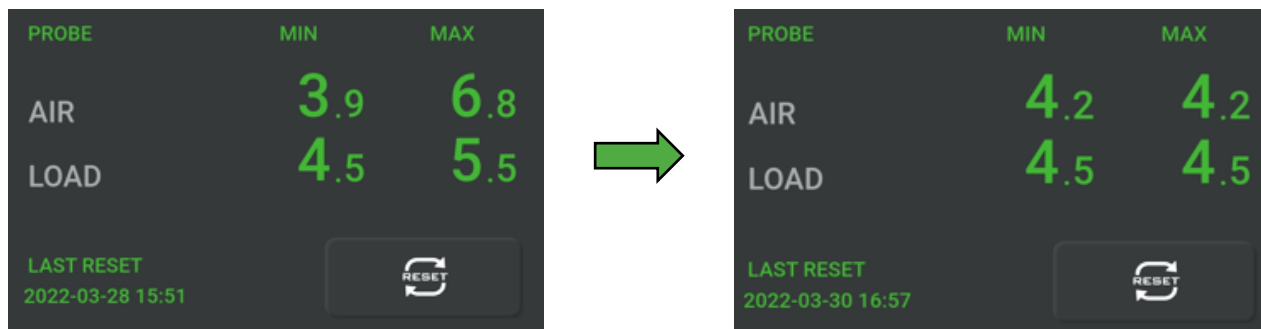 PROBE MIN MAX
AIR 3.9 6.8
LOAD 4.5 5.5
LAST RESET
2022-03-28 15:51
RESET
PROBE MIN MAX
AIR 4.2 4.2
LOAD 4.5 4.5
LAST RESET
2022-03-30 16:57
RESET